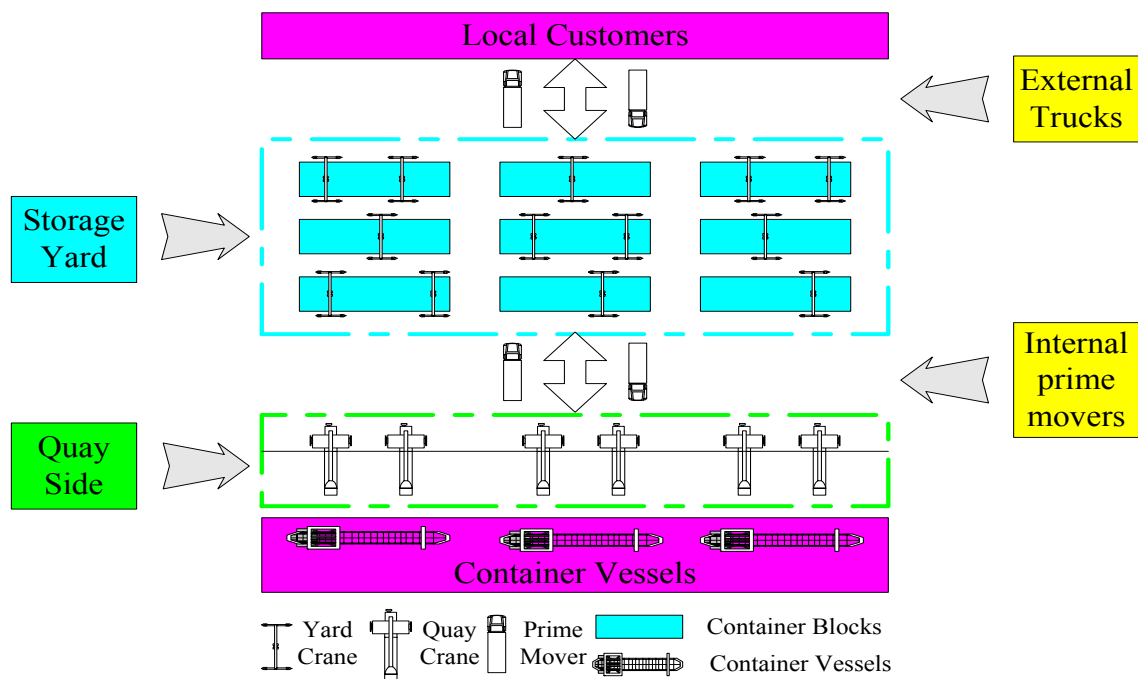 Local Customers
External
Trucks
Storage
Yard
Internal
prime
movers
Quay
Side
Container Vessels
Yard
Crane
Quay
Crane
Prime
Mover
Container Blocks
Container Vessels